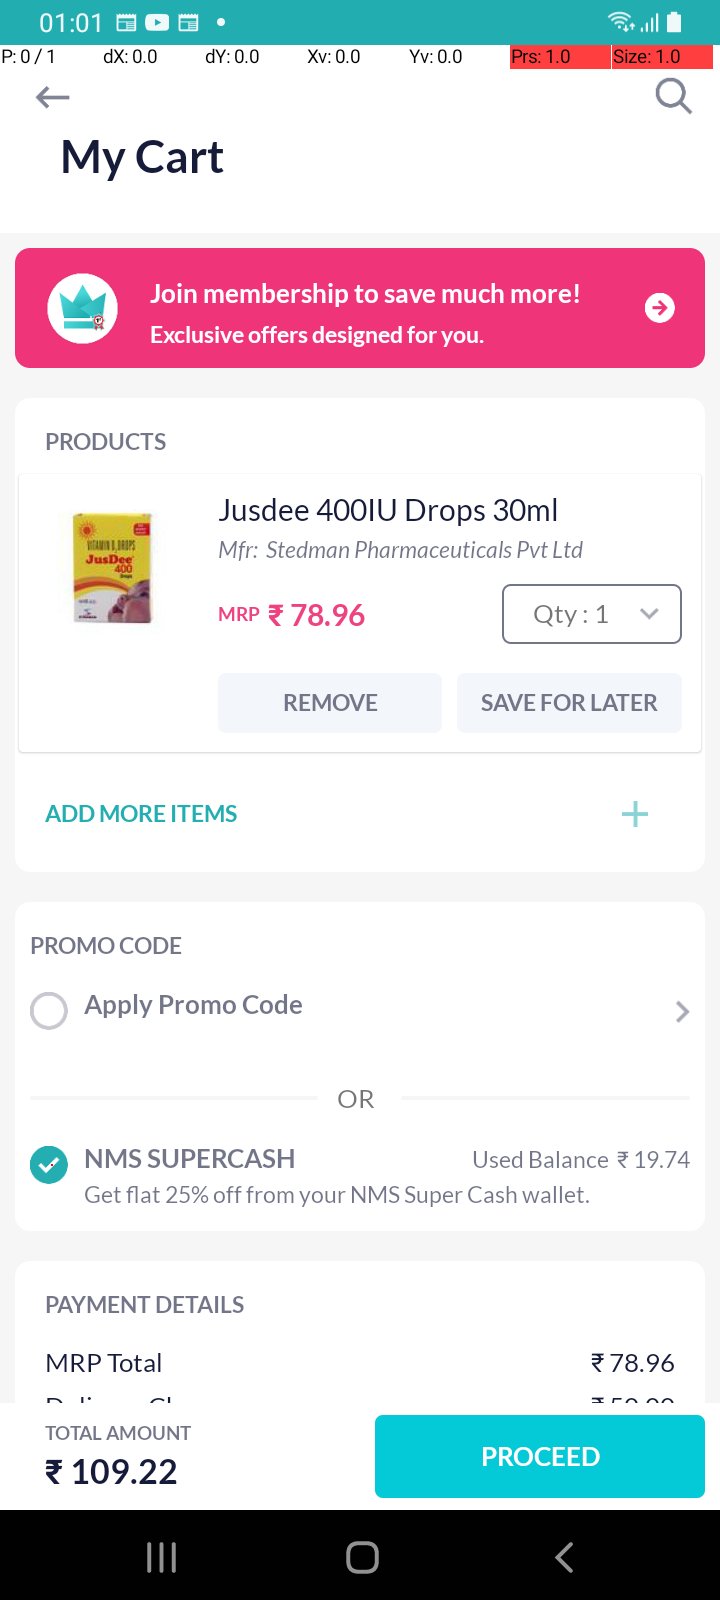 01:01
P: 0 / 1 dX: 0.0 dY: 0.0 Xv: 0.0 Yv: 0.0 Prs: 1.0 Size: 1.0
My Cart
Join membership to save much more!
Exclusive offers designed for you.
PRODUCTS
VITAMIN D3 DROPS
JusDee
400
Drops
Jusdee 400IU Drops 30ml
Mfr: Stedman Pharmaceuticals Pvt Ltd
MRP ₹ 78.96
Qty : 1
REMOVE
SAVE FOR LATER
ADD MORE ITEMS
PROMO CODE
Apply Promo Code
OR
NMS SUPERCASH
Used Balance ₹ 19.74
Get flat 25% off from your NMS Super Cash wallet.
PAYMENT DETAILS
MRP Total ₹ 78.96
TOTAL AMOUNT
₹ 109.22
PROCEED